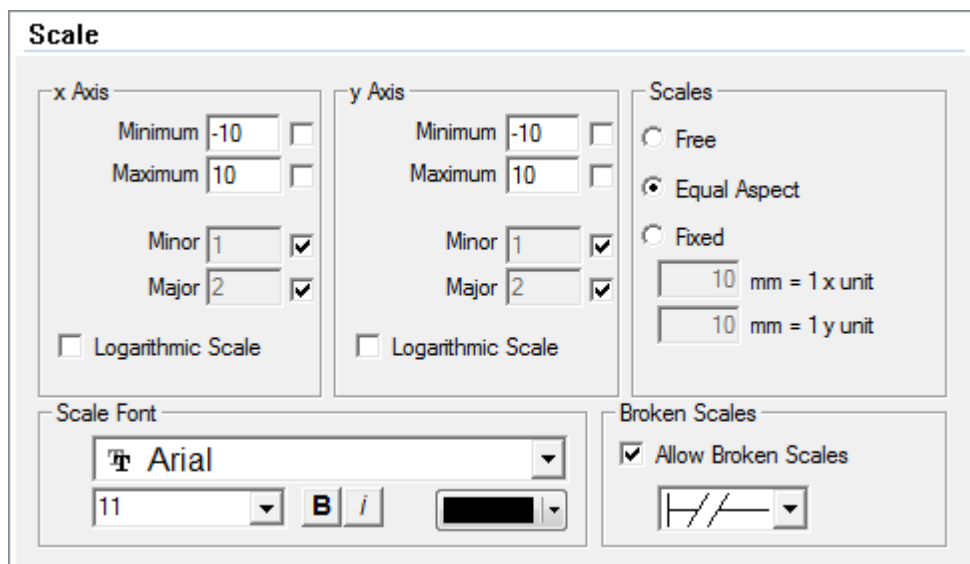 Scale
x Axis
Minimum -10
Maximum 10
Minor 1
Major 2
Logarithmic Scale
y Axis
Minimum -10
Maximum 10
Minor 1
Major 2
Logarithmic Scale
Scales
Free
Equal Aspect
Fixed
10 mm = 1 x unit
10 mm = 1 y unit
Scale Font
Arial
11 B i
Broken Scales
Allow Broken Scales